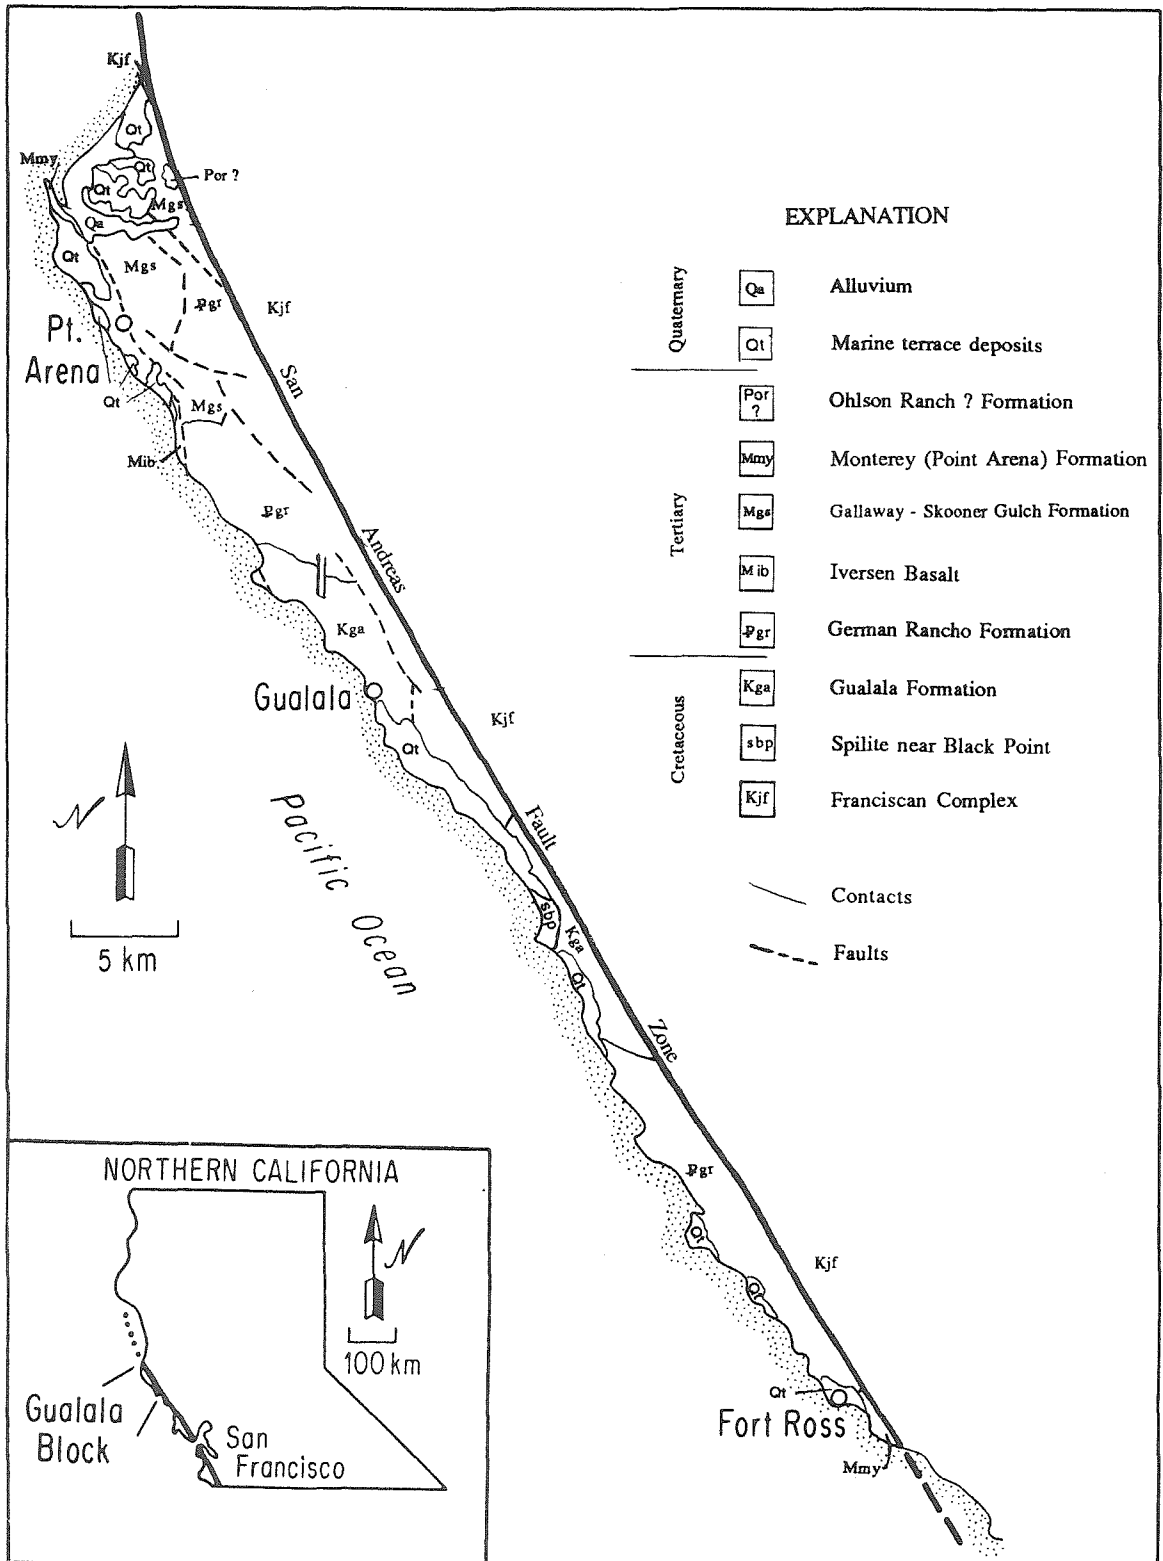 Kjf
Qt
Mmy
Qt
Por ?
Qt
Mgs
Qa
Qt
Mgs
Pgr
Kjf
Pt.
Arena
San
Qt
Mgs
Mib
Pgr
Andreas
Kga
Gualala
Kjf
Qt
Fault
sbp
Kga
Qt
Zone
Pacific Ocean
N
5 km
Pgr
Qt
Kjf
Qt
Qt
Fort Ross
Mmy
EXPLANATION
Quaternary
Qa Alluvium
Qt Marine terrace deposits
Tertiary
Por ? Ohlson Ranch ? Formation
Mmy Monterey (Point Arena) Formation
Mgs Gallaway - Skooner Gulch Formation
Mib Iversen Basalt
Pgr German Rancho Formation
Cretaceous
Kga Gualala Formation
sbp Spilite near Black Point
Kjf Franciscan Complex
Contacts
Faults
NORTHERN CALIFORNIA
N
100 km
Gualala
Block
San
Francisco